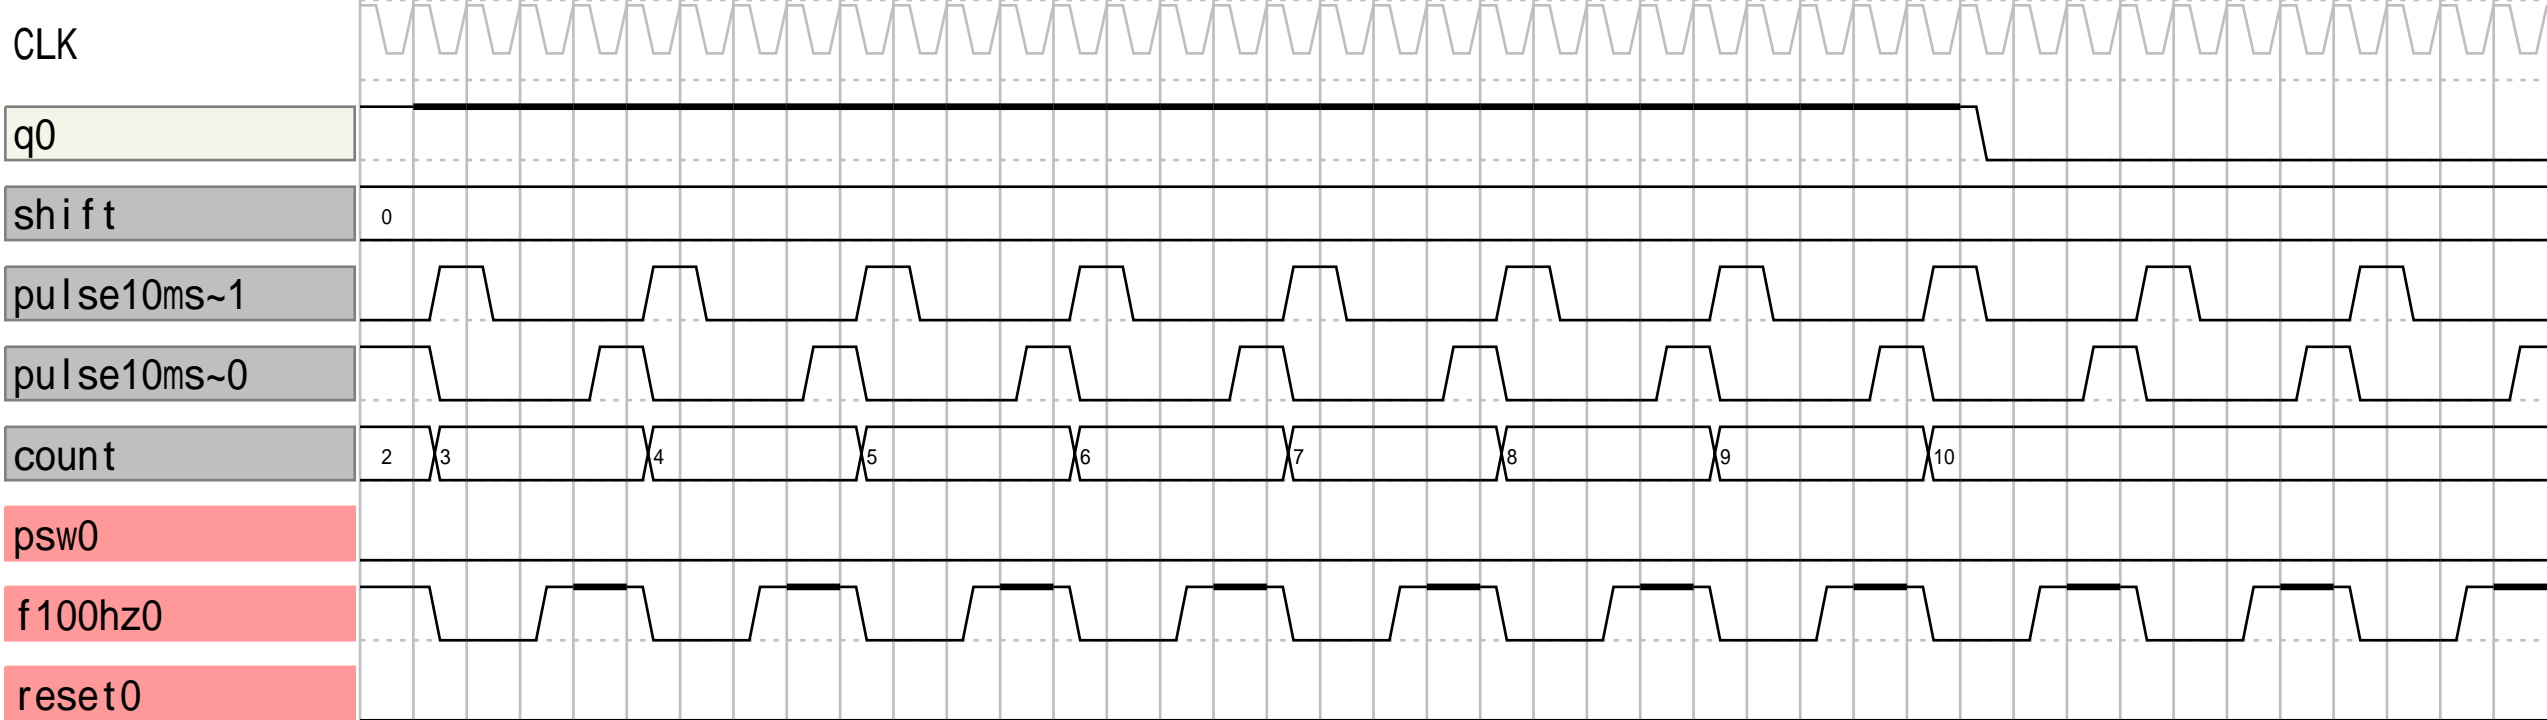 CLK
q0
shift
0
pulse10ms~1
pulse10ms~0
count
2 3 4 5 6 7 8 9 10
psw0
f100hz0
reset0